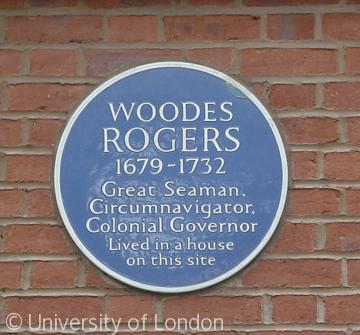 WOODES
ROGERS
1679-1732
Great Seaman,
Circumnavigator,
Colonial Governor
Lived in a house
on this site
© University of London